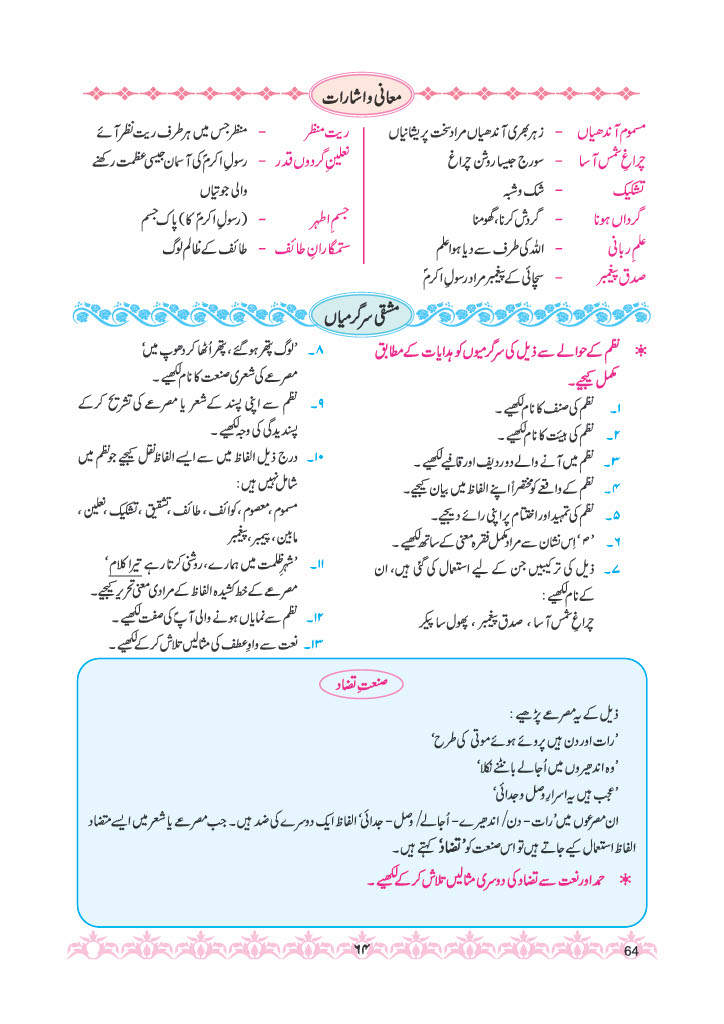 معانی و اشارات
مسموم آندھیاں – زہر بھری آندھیاں مراد سخت پریشانیاں
چراغِ شمس آسا – سورج جیسا روشن چراغ
تشکیک – شک و شبہ
گرداں ہونا – گردش کرنا، گھومنا
علمِ ربانی – اللہ کی طرف سے دیا ہوا علم
صدق پیغمبر – سچائی کے پیغمبر مراد رسولِ اکرمؐ
ریت منظر – منظر جس میں ہر طرف ریت نظر آئے
نعلینِ گردوں قدر – رسولِ اکرمؐ کی آسمان جیسی عظمت رکھنے
والی جوتیاں
جسمِ اطہر – (رسولِ اکرمؐ کا) پاک جسم
ستمگارانِ طائف – طائف کے ظالم لوگ
مشقی سرگرمیاں
* نظم کے حوالے سے ذیل کی سرگرمیوں کو ہدایات کے مطابق
مکمل کیجیے۔
۱۔ نظم کی صنف کا نام لکھیے۔
۲۔ نظم کی ہیئت کا نام لکھیے۔
۳۔ نظم میں آنے والے دو ردیف اور قافیے لکھیے۔
۴۔ نظم کے واقعے کو مختصراً اپنے الفاظ میں بیان کیجیے۔
۵۔ نظم کی تمہید اور اختتام پر اپنی رائے دیجیے۔
۶۔ ’ ؐ ‘ اِس نشان سے مراد مکمل فقرہ معنی کے ساتھ لکھیے۔
۷۔ ذیل کی ترکیبیں جن کے لیے استعمال کی گئی ہیں، ان
کے نام لکھیے :
چراغِ شمس آسا ، صدق پیغمبر ، پھول سا پیکر
۸۔ ’لوگ پتھر ہو گئے، پتھر اُٹھا کر دھوپ میں‘
مصرعے کی شعری صنعت کا نام لکھیے۔
۹۔ نظم سے اپنی پسند کے شعر یا مصرعے کی تشریح کر کے
پسندیدگی کی وجہ لکھیے۔
۱۰۔ درج ذیل الفاظ میں سے ایسے الفاظ نقل کیجیے جو نظم میں
شامل نہیں ہیں:
مسموم، معصوم، کوائف، طائف، تشقیق، تشکیک، نعلین،
مابین، پیمبر، پیغمبر
۱۱۔ ’شہرِ ظلمت میں ہمارے، روشنی کرتا رہے تیرا کلام‘
مصرعے کے خط کشیدہ الفاظ کے مرادی معنی تحریر کیجیے۔
۱۲۔ نظم سے نمایاں ہونے والی آپؐ کی صفت لکھیے۔
۱۳۔ نعت سے واوِ عطف کی مثالیں تلاش کر کے لکھیے۔
صنعتِ تضاد
ذیل کے یہ مصرعے پڑھیے :
’رات اور دن ہیں پروئے ہوئے موتی کی طرح‘
’وہ اندھیروں میں اُجالے بانٹنے نکلا‘
’عجب ہیں یہ اسرارِ وصل و جدائی‘
ان مصرعوں میں ’رات - دن/ اندھیرے - اُجالے/ وصل - جدائی‘ الفاظ ایک دوسرے کی ضد ہیں۔ جب مصرعے یا شعر میں ایسے متضاد
الفاظ استعمال کیے جاتے ہیں تو اس صنعت کو ’تضاد‘ کہتے ہیں۔
* حمد اور نعت سے تضاد کی دوسری مثالیں تلاش کر کے لکھیے۔
۶۴
64